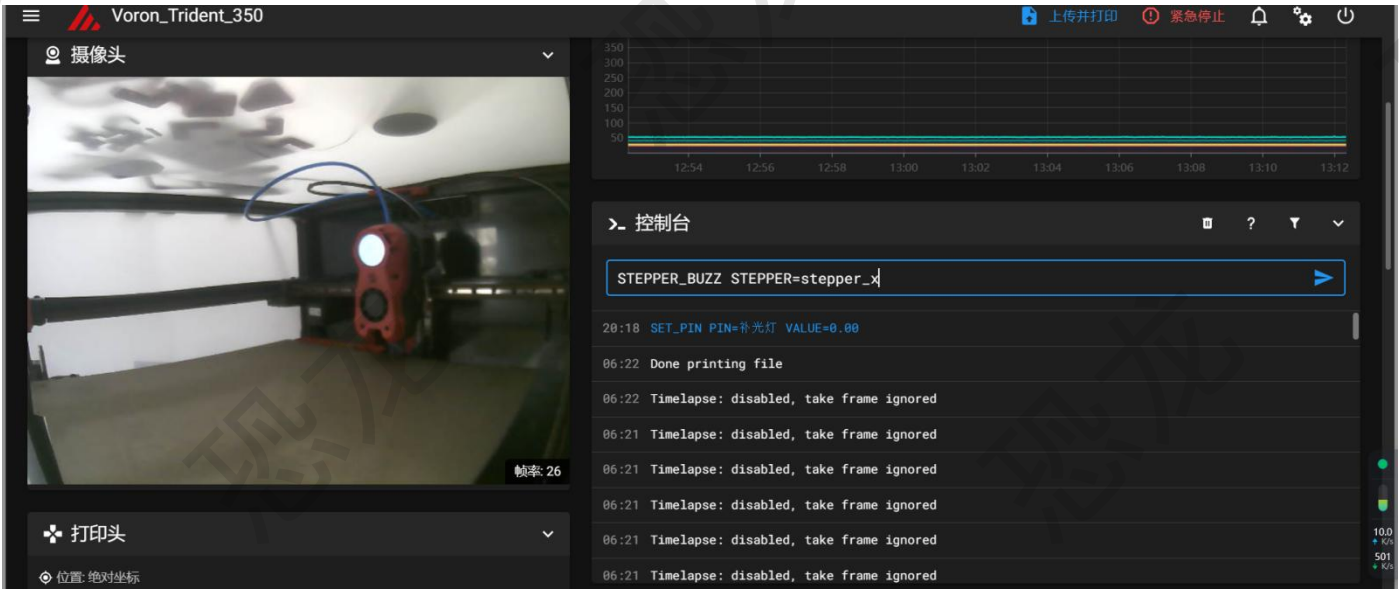 Voron_Trident_350
上传并打印
紧急停止
摄像头
帧率: 26
打印头
位置: 绝对坐标
350
300
250
200
150
100
50
12:54 12:56 12:58 13:00 13:02 13:04 13:06 13:08 13:10 13:12
控制台
STEPPER_BUZZ STEPPER=stepper_x
20:18 SET_PIN PIN=补光灯 VALUE=0.00
06:22 Done printing file
06:22 Timelapse: disabled, take frame ignored
06:21 Timelapse: disabled, take frame ignored
06:21 Timelapse: disabled, take frame ignored
06:21 Timelapse: disabled, take frame ignored
06:21 Timelapse: disabled, take frame ignored
06:21 Timelapse: disabled, take frame ignored
10.0
K/s
501
K/s
恐龙
恐龙